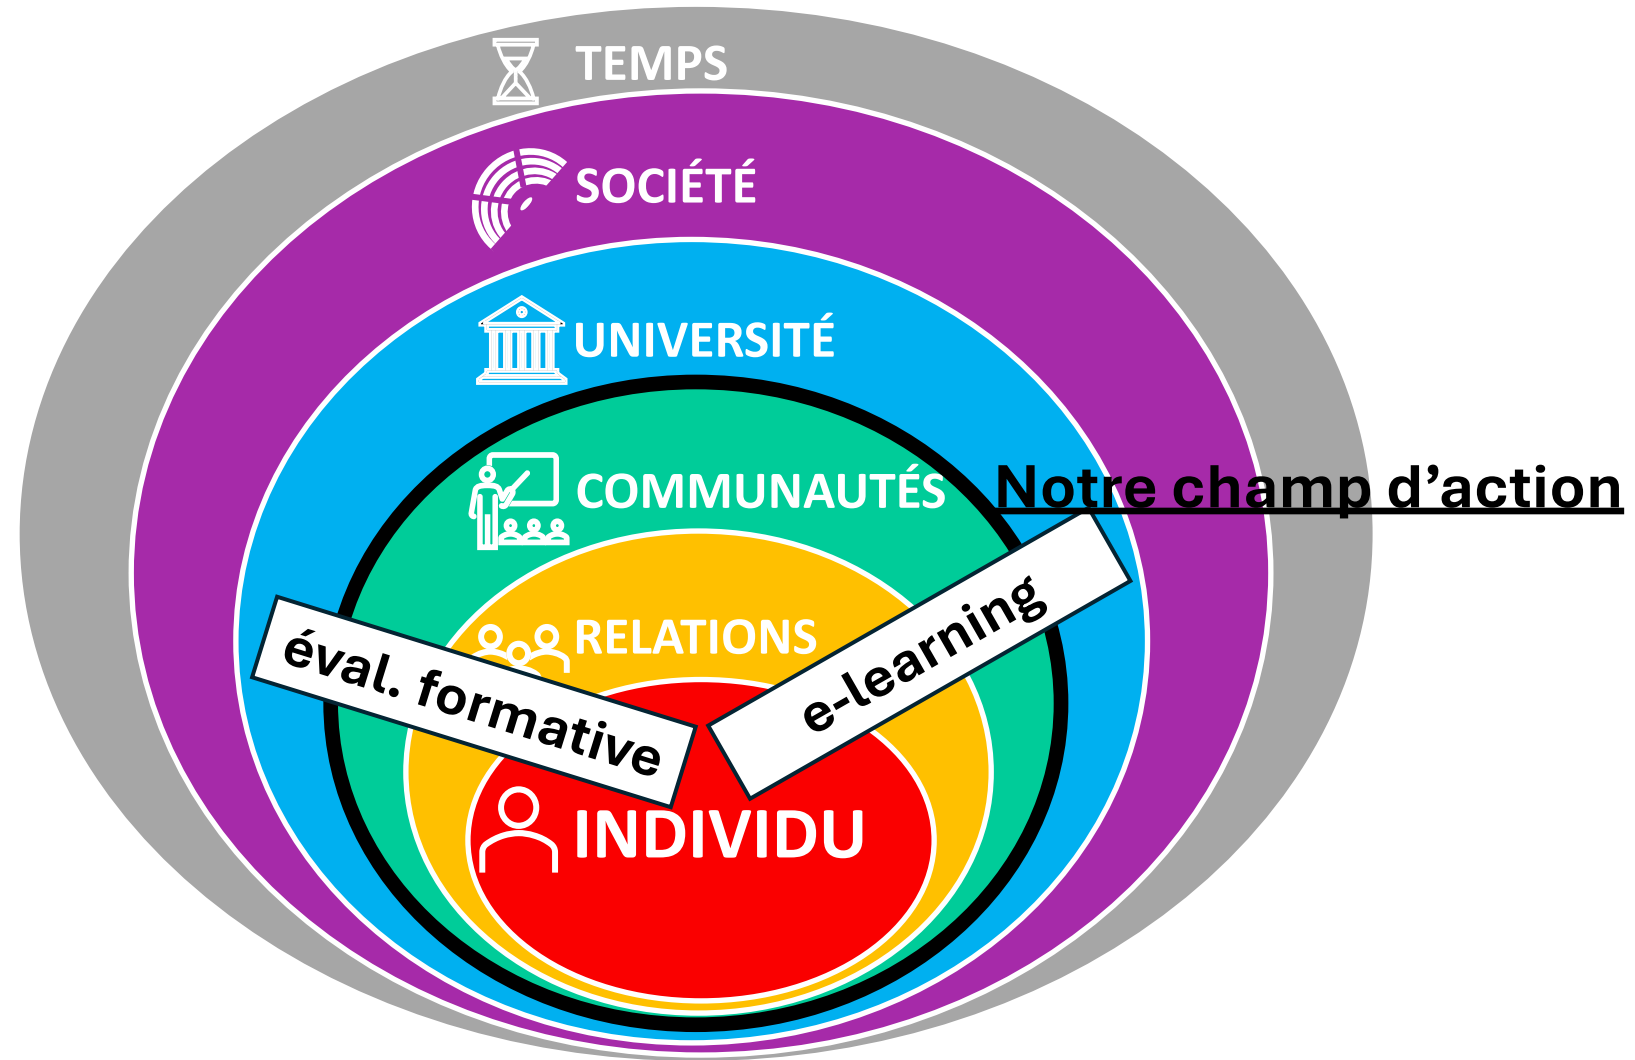 TEMPS
SOCIÉTÉ
UNIVERSITÉ
COMMUNAUTÉS
Notre champ d’action
RELATIONS
e-learning
éval. formative
INDIVIDU